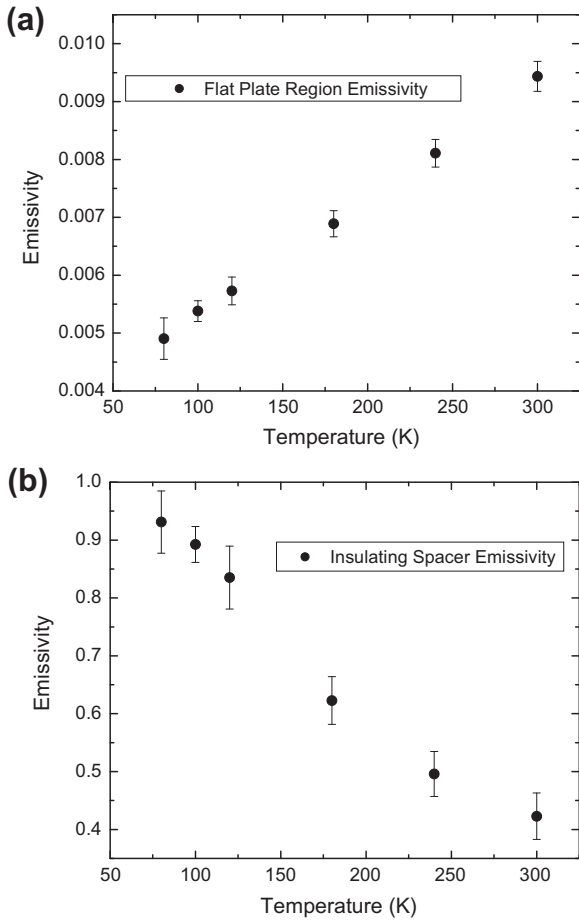 (a)
0.010
0.009
0.008
0.007
0.006
0.005
0.004
Emissivity
Flat Plate Region Emissivity
50 100 150 200 250 300
Temperature (K)
(b)
1.0
0.9
0.8
0.7
0.6
0.5
0.4
Emissivity
Insulating Spacer Emissivity
50 100 150 200 250 300
Temperature (K)